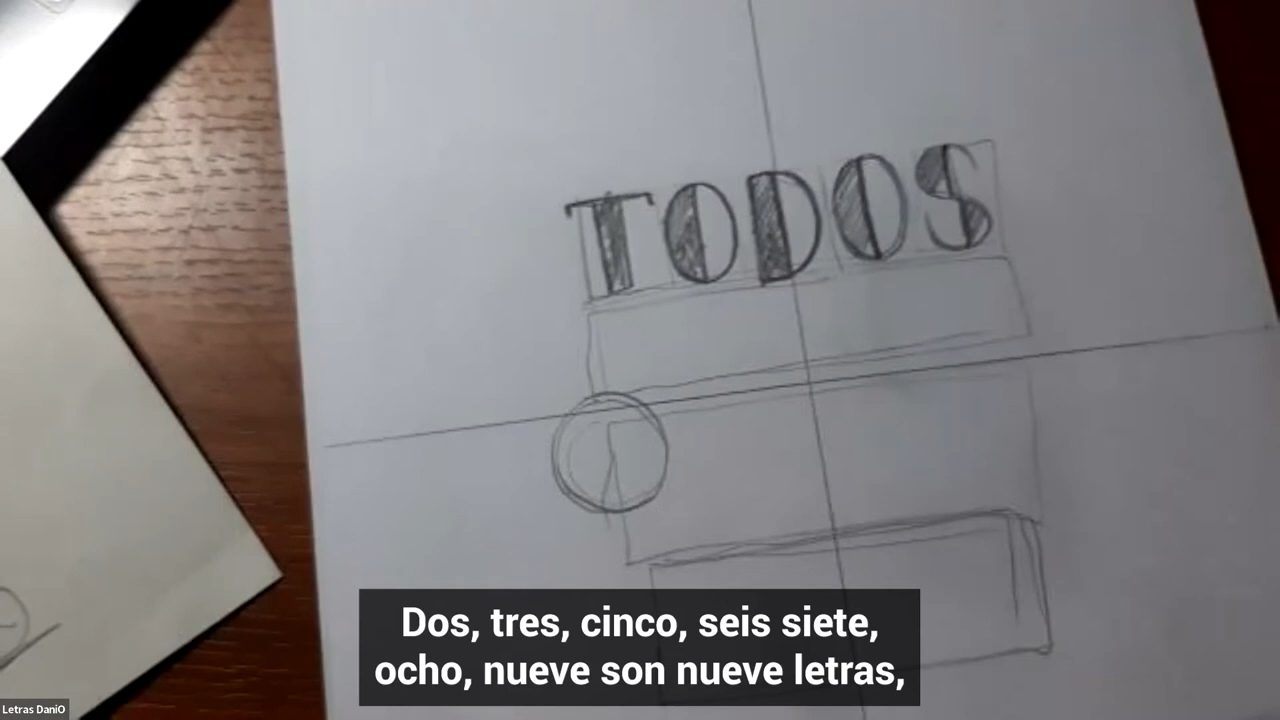 TODOS
Dos, tres, cinco, seis siete,
ocho, nueve son nueve letras,
Letras DaniO